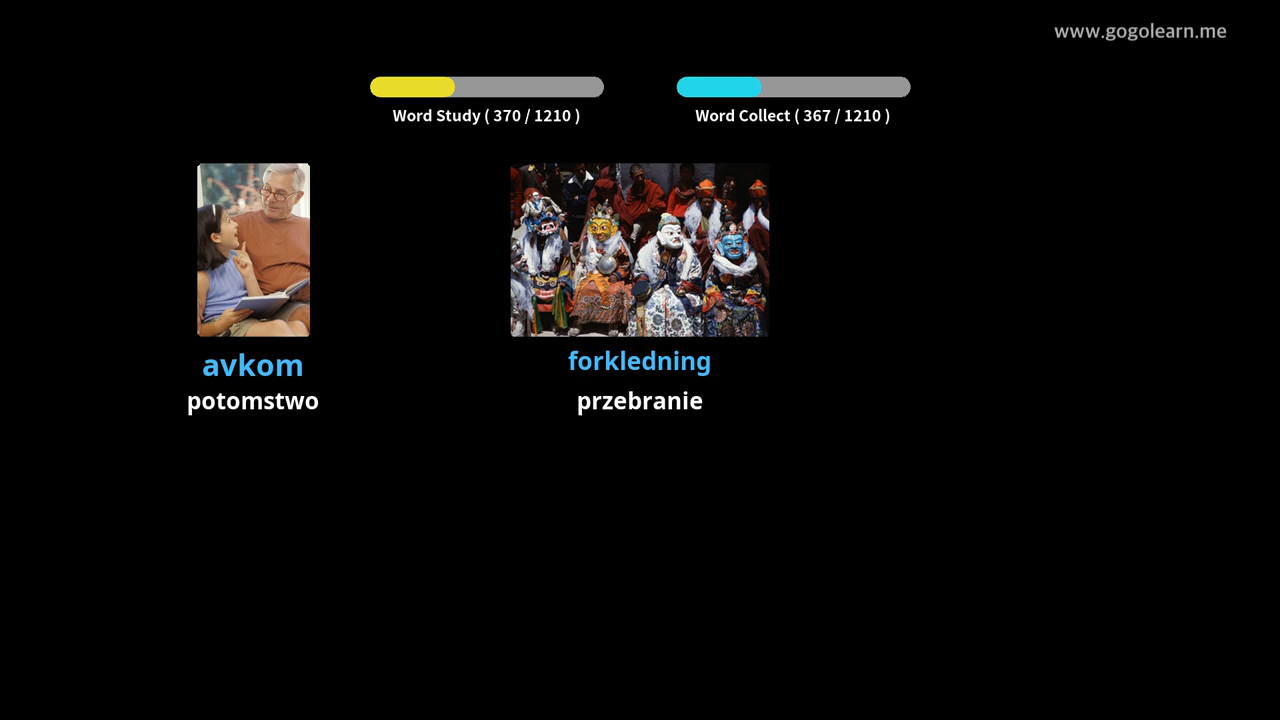 www.gogolearn.me
Word Study ( 370 / 1210 )
Word Collect ( 367 / 1210 )
avkom
potomstwo
forkledning
przebranie